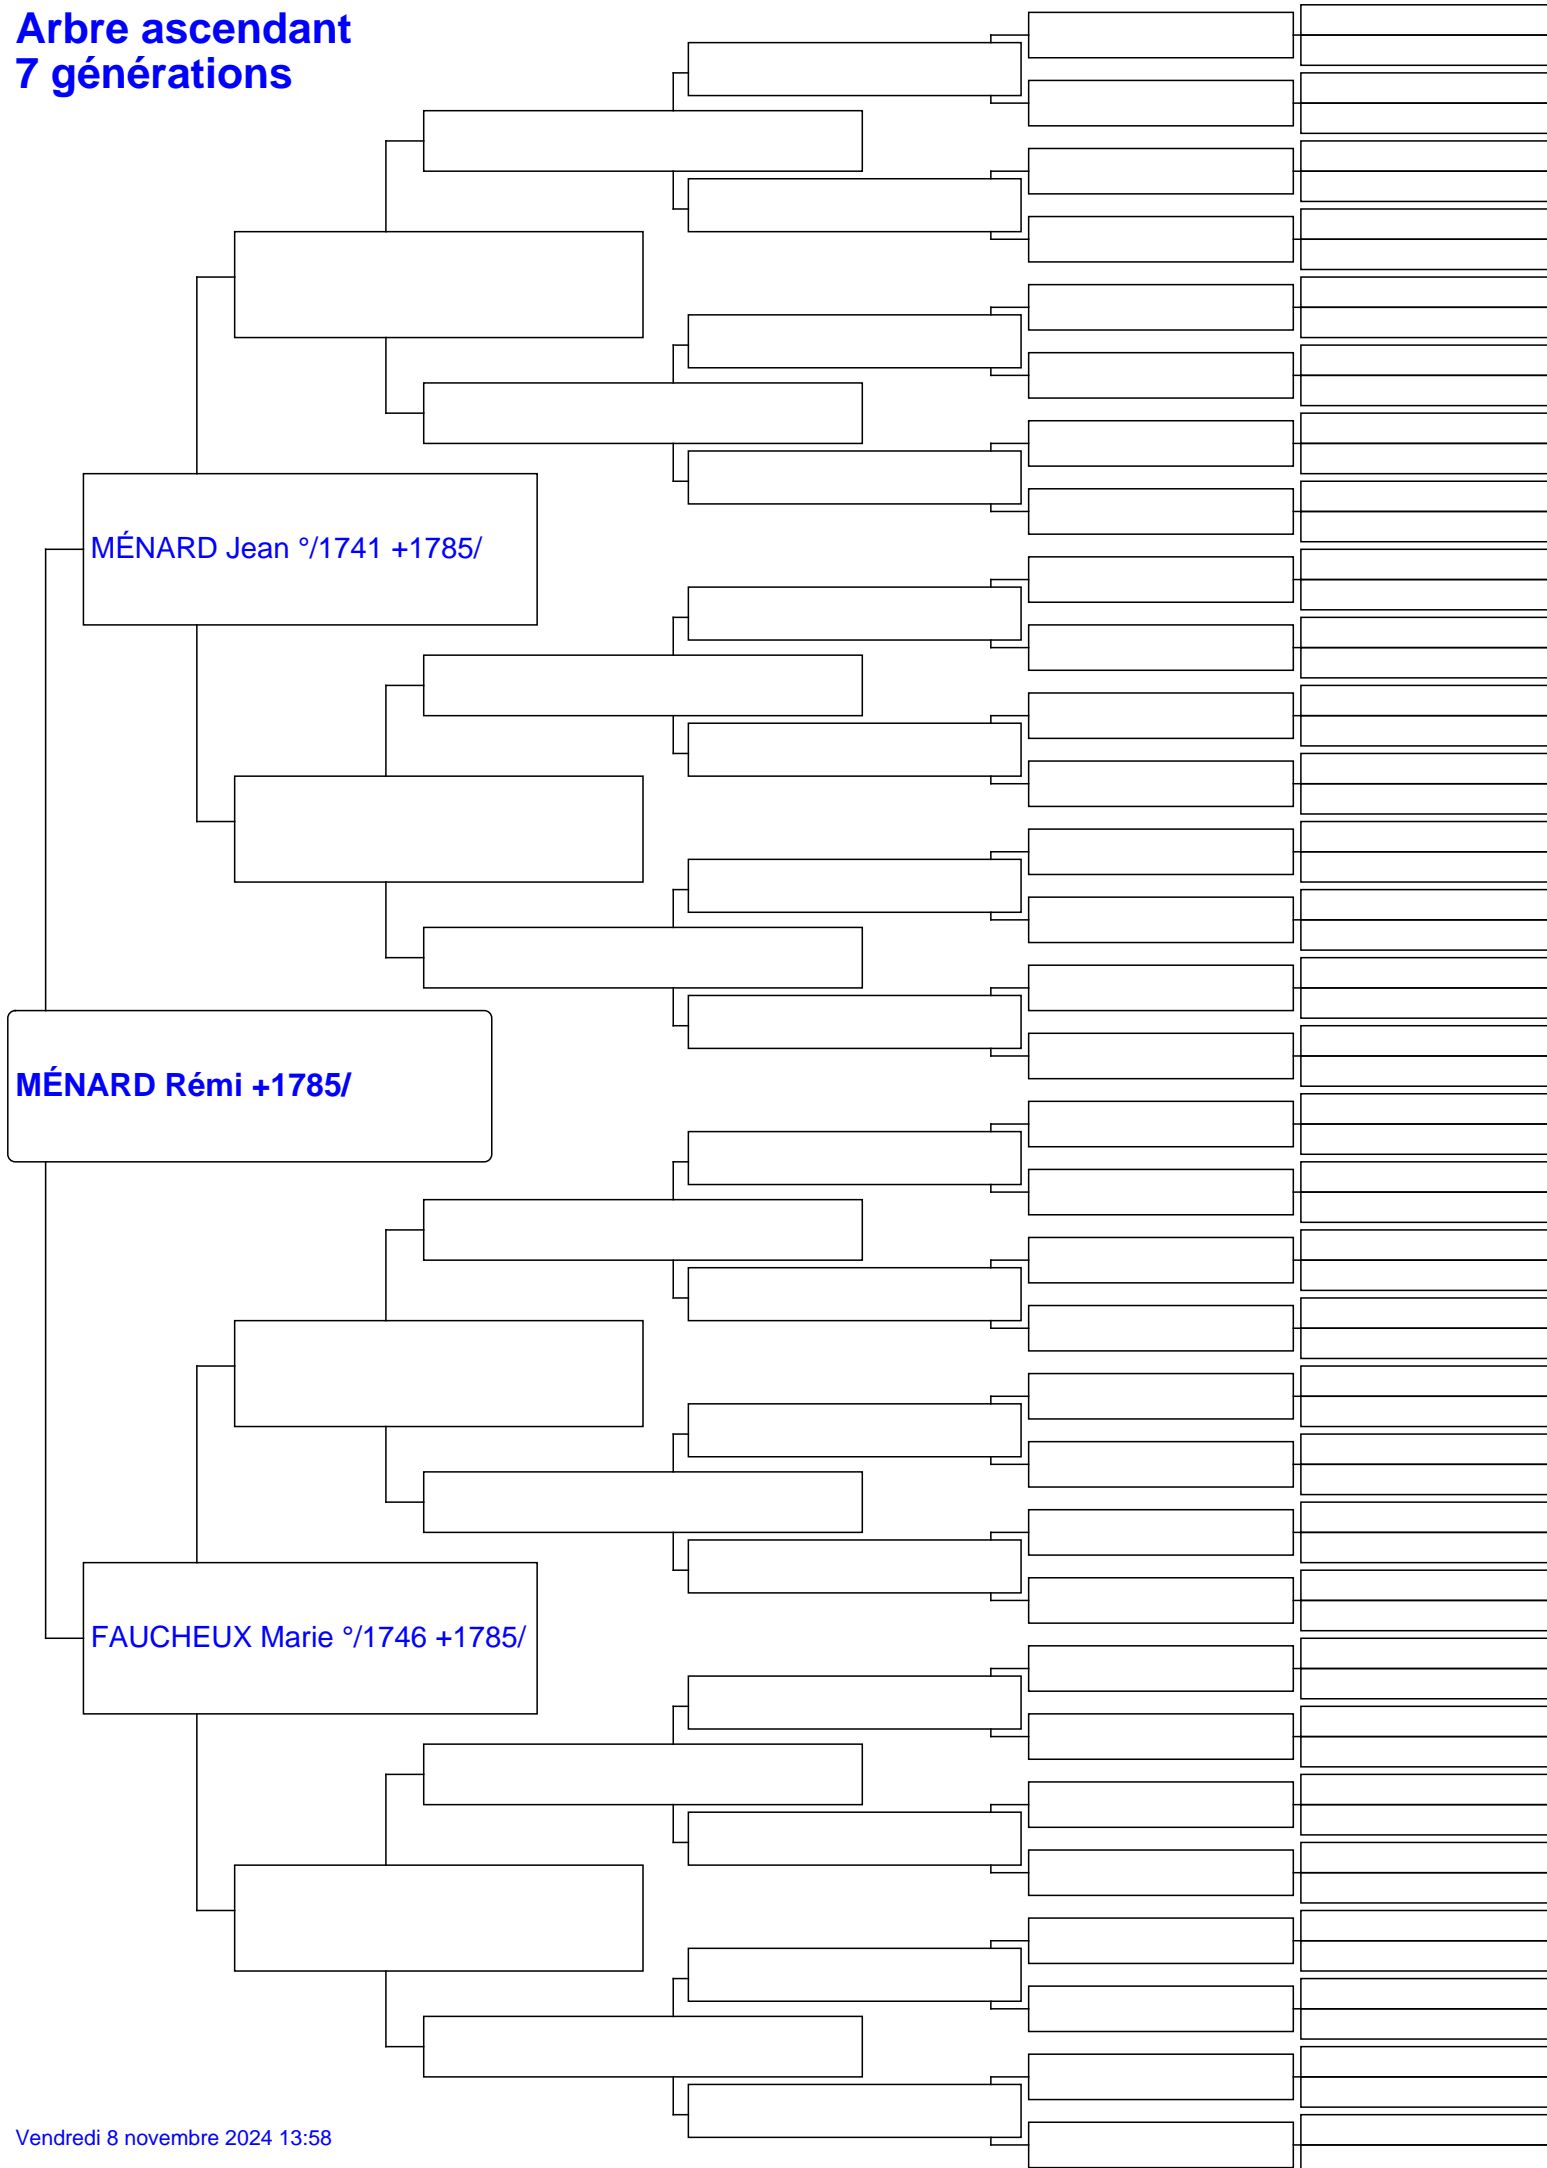 Arbre ascendant
7 générations
MÉNARD Jean °/1741 +1785/
MÉNARD Rémi +1785/
FAUCHEUX Marie °/1746 +1785/
Vendredi 8 novembre 2024 13:58